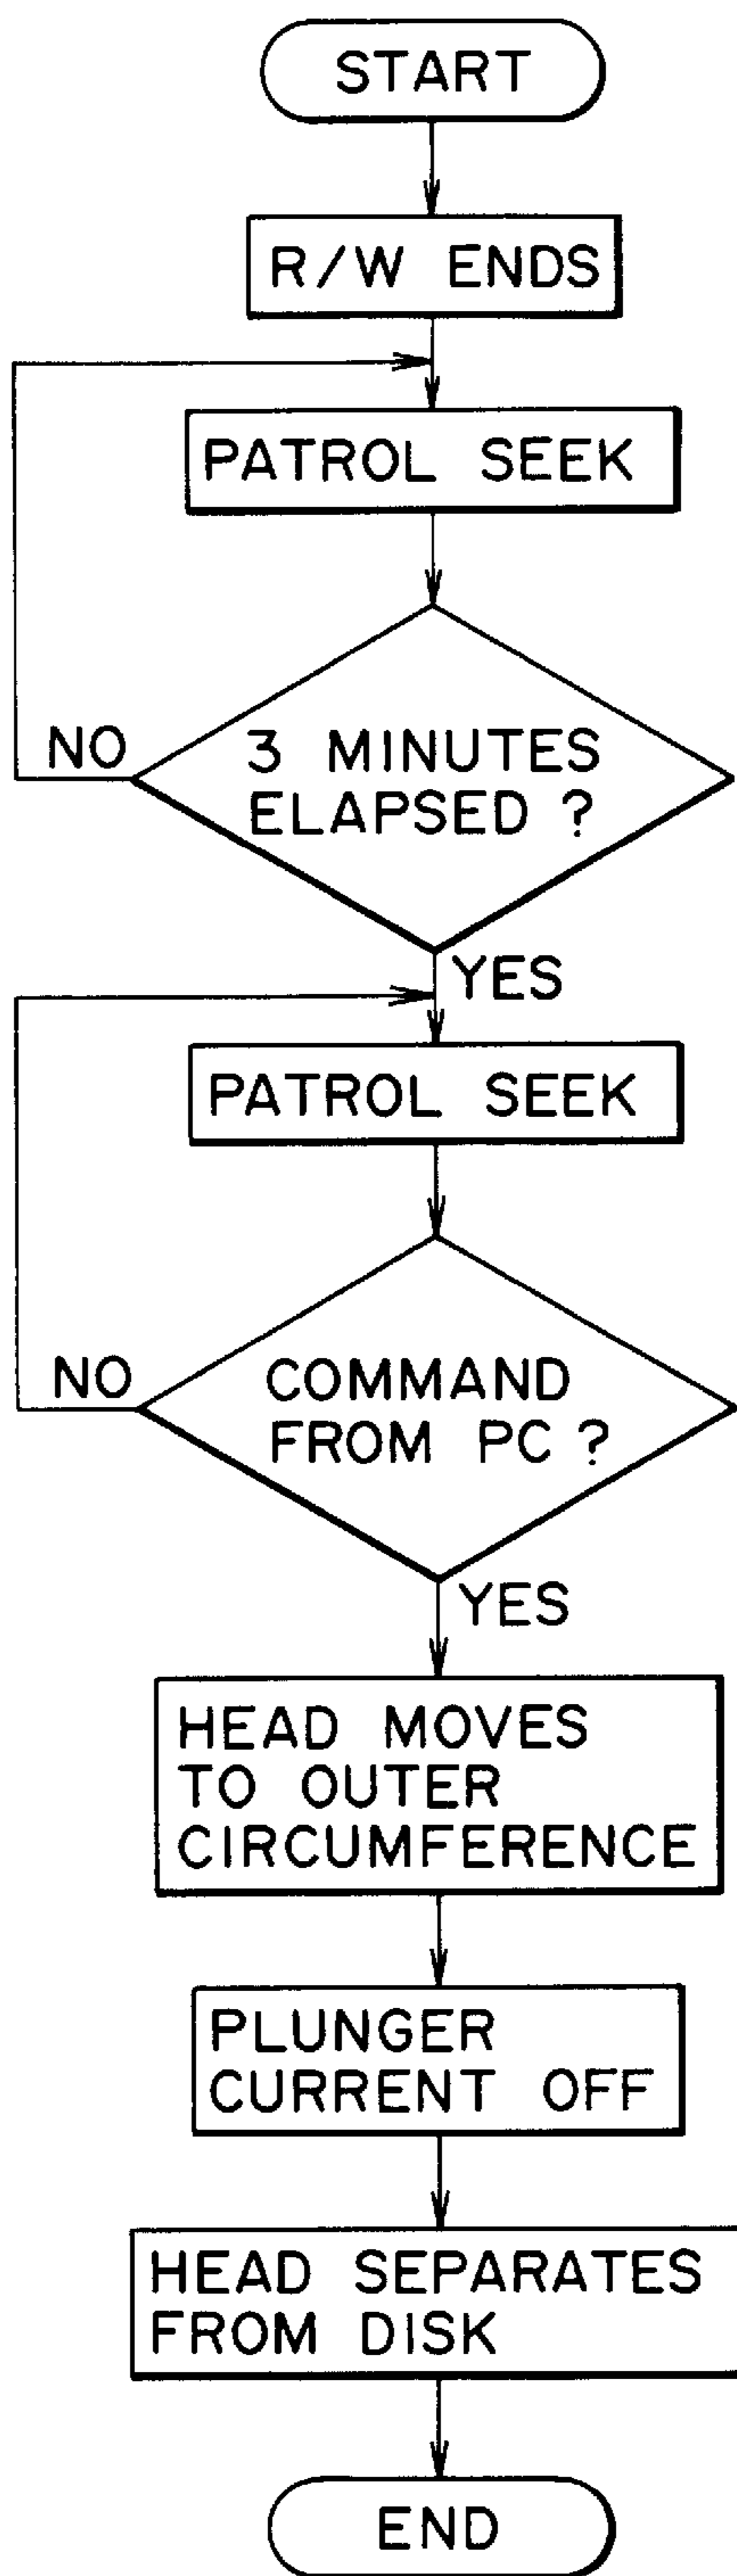 START
R/W ENDS
PATROL SEEK
NO
3 MINUTES
ELAPSED ?
YES
PATROL SEEK
NO
COMMAND
FROM PC ?
YES
HEAD MOVES
TO OUTER
CIRCUMFERENCE
PLUNGER
CURRENT OFF
HEAD SEPARATES
FROM DISK
END